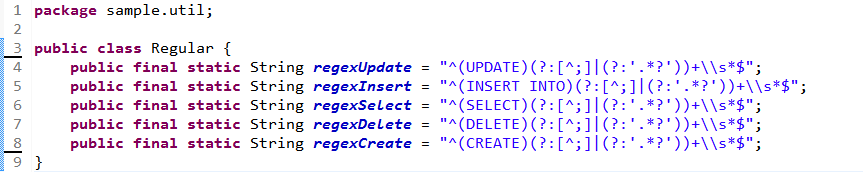 1 package sample.util;
2
3 public class Regular {
4     public final static String regexUpdate = "^(UPDATE)(?:[^;]|(?:'.*?'))+\\s*$";
5     public final static String regexInsert = "^(INSERT INTO)(?:[^;]|(?:'.*?'))+\\s*$";
6     public final static String regexSelect = "^(SELECT)(?:[^;]|(?:'.*?'))+\\s*$";
7     public final static String regexDelete = "^(DELETE)(?:[^;]|(?:'.*?'))+\\s*$";
8     public final static String regexCreate = "^(CREATE)(?:[^;]|(?:'.*?'))+\\s*$";
9 }